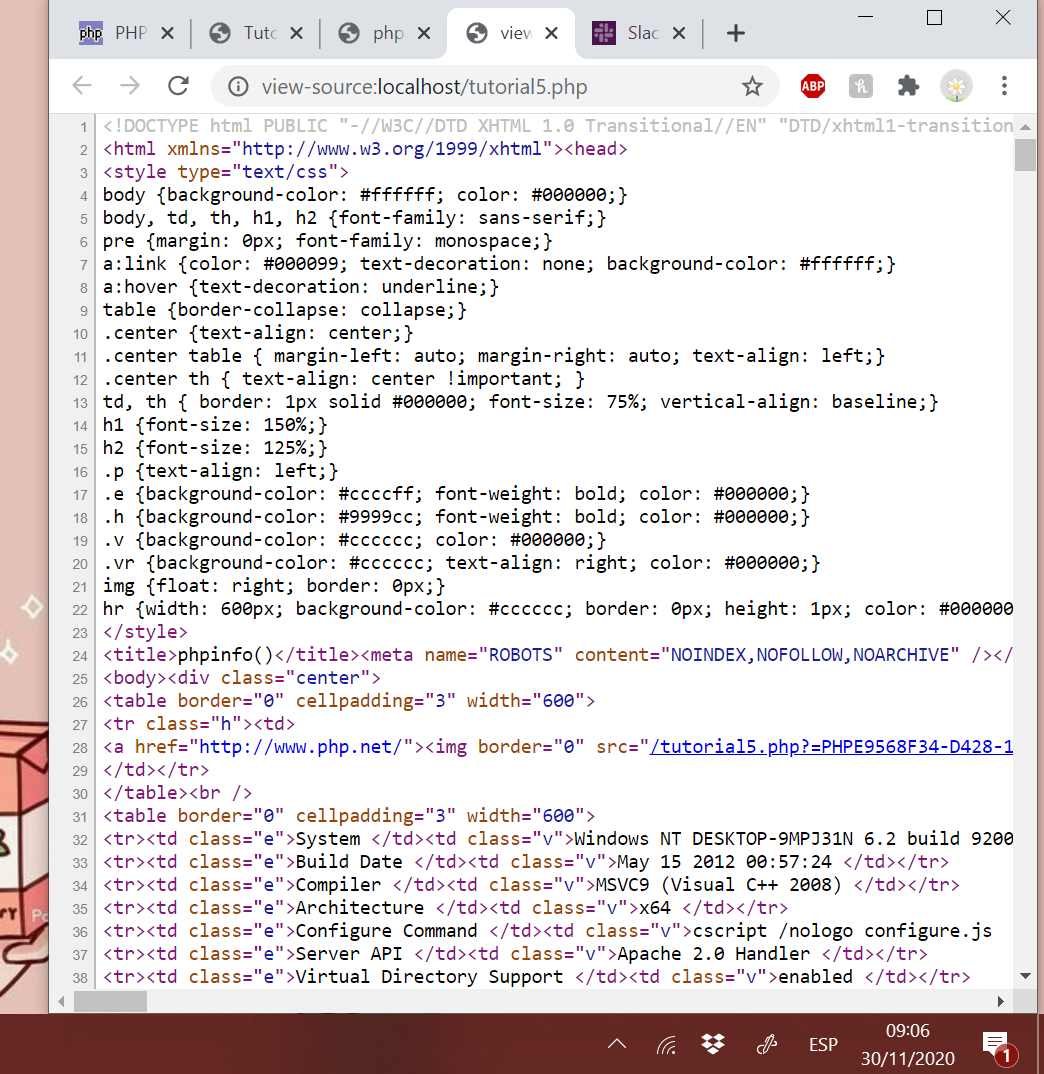 php PHP
Tuto
php
view
Slac
view-source:localhost/tutorial5.php
ABP
1 <!DOCTYPE html PUBLIC "-//W3C//DTD XHTML 1.0 Transitional//EN" "DTD/xhtml1-transition
2 <html xmlns="http://www.w3.org/1999/xhtml"><head>
3 <style type="text/css">
4 body {background-color: #ffffff; color: #000000;}
5 body, td, th, h1, h2 {font-family: sans-serif;}
6 pre {margin: 0px; font-family: monospace;}
7 a:link {color: #000099; text-decoration: none; background-color: #ffffff;}
8 a:hover {text-decoration: underline;}
9 table {border-collapse: collapse;}
10 .center {text-align: center;}
11 .center table { margin-left: auto; margin-right: auto; text-align: left;}
12 .center th { text-align: center !important; }
13 td, th { border: 1px solid #000000; font-size: 75%; vertical-align: baseline;}
14 h1 {font-size: 150%;}
15 h2 {font-size: 125%;}
16 .p {text-align: left;}
17 .e {background-color: #ccccff; font-weight: bold; color: #000000;}
18 .h {background-color: #9999cc; font-weight: bold; color: #000000;}
19 .v {background-color: #cccccc; color: #000000;}
20 .vr {background-color: #cccccc; text-align: right; color: #000000;}
21 img {float: right; border: 0px;}
22 hr {width: 600px; background-color: #cccccc; border: 0px; height: 1px; color: #000000
23 </style>
24 <title>phpinfo()</title><meta name="ROBOTS" content="NOINDEX,NOFOLLOW,NOARCHIVE" /></
25 <body><div class="center">
26 <table border="0" cellpadding="3" width="600">
27 <tr class="h"><td>
28 <a href="http://www.php.net/"><img border="0" src="/tutorial5.php?=PHPE9568F34-D428-1
29 </td></tr>
30 </table><br />
31 <table border="0" cellpadding="3" width="600">
32 <tr><td class="e">System </td><td class="v">Windows NT DESKTOP-9MPJ31N 6.2 build 9200
33 <tr><td class="e">Build Date </td><td class="v">May 15 2012 00:57:24 </td></tr>
34 <tr><td class="e">Compiler </td><td class="v">MSVC9 (Visual C++ 2008) </td></tr>
35 <tr><td class="e">Architecture </td><td class="v">x64 </td></tr>
36 <tr><td class="e">Configure Command </td><td class="v">cscript /nologo configure.js
37 <tr><td class="e">Server API </td><td class="v">Apache 2.0 Handler </td></tr>
38 <tr><td class="e">Virtual Directory Support </td><td class="v">enabled </td></tr>
ESP
09:06
30/11/2020
1